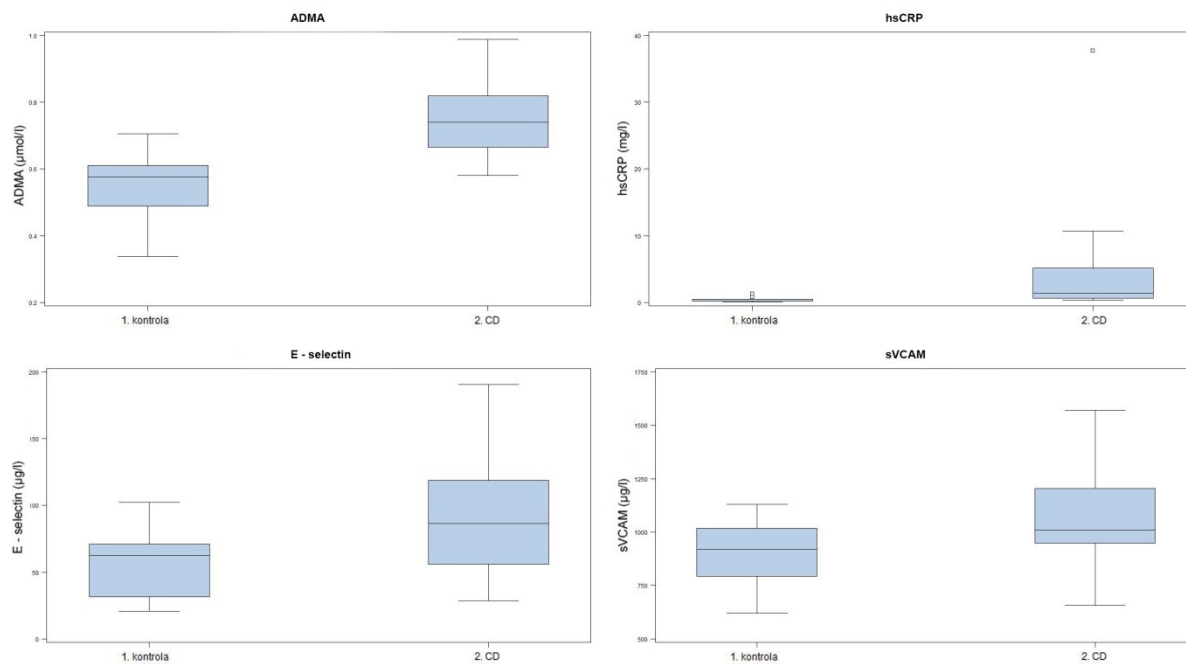 ADMA
ADMA (µmol/l)
1.0
0.8
0.6
0.4
0.2
1. kontrola
2. CD
hsCRP
hsCRP (mg/l)
40
30
20
10
0
1. kontrola
2. CD
E - selectin
E - selectin (µg/l)
200
150
100
50
0
1. kontrola
2. CD
sVCAM
sVCAM (µg/l)
1750
1500
1250
1000
750
500
1. kontrola
2. CD